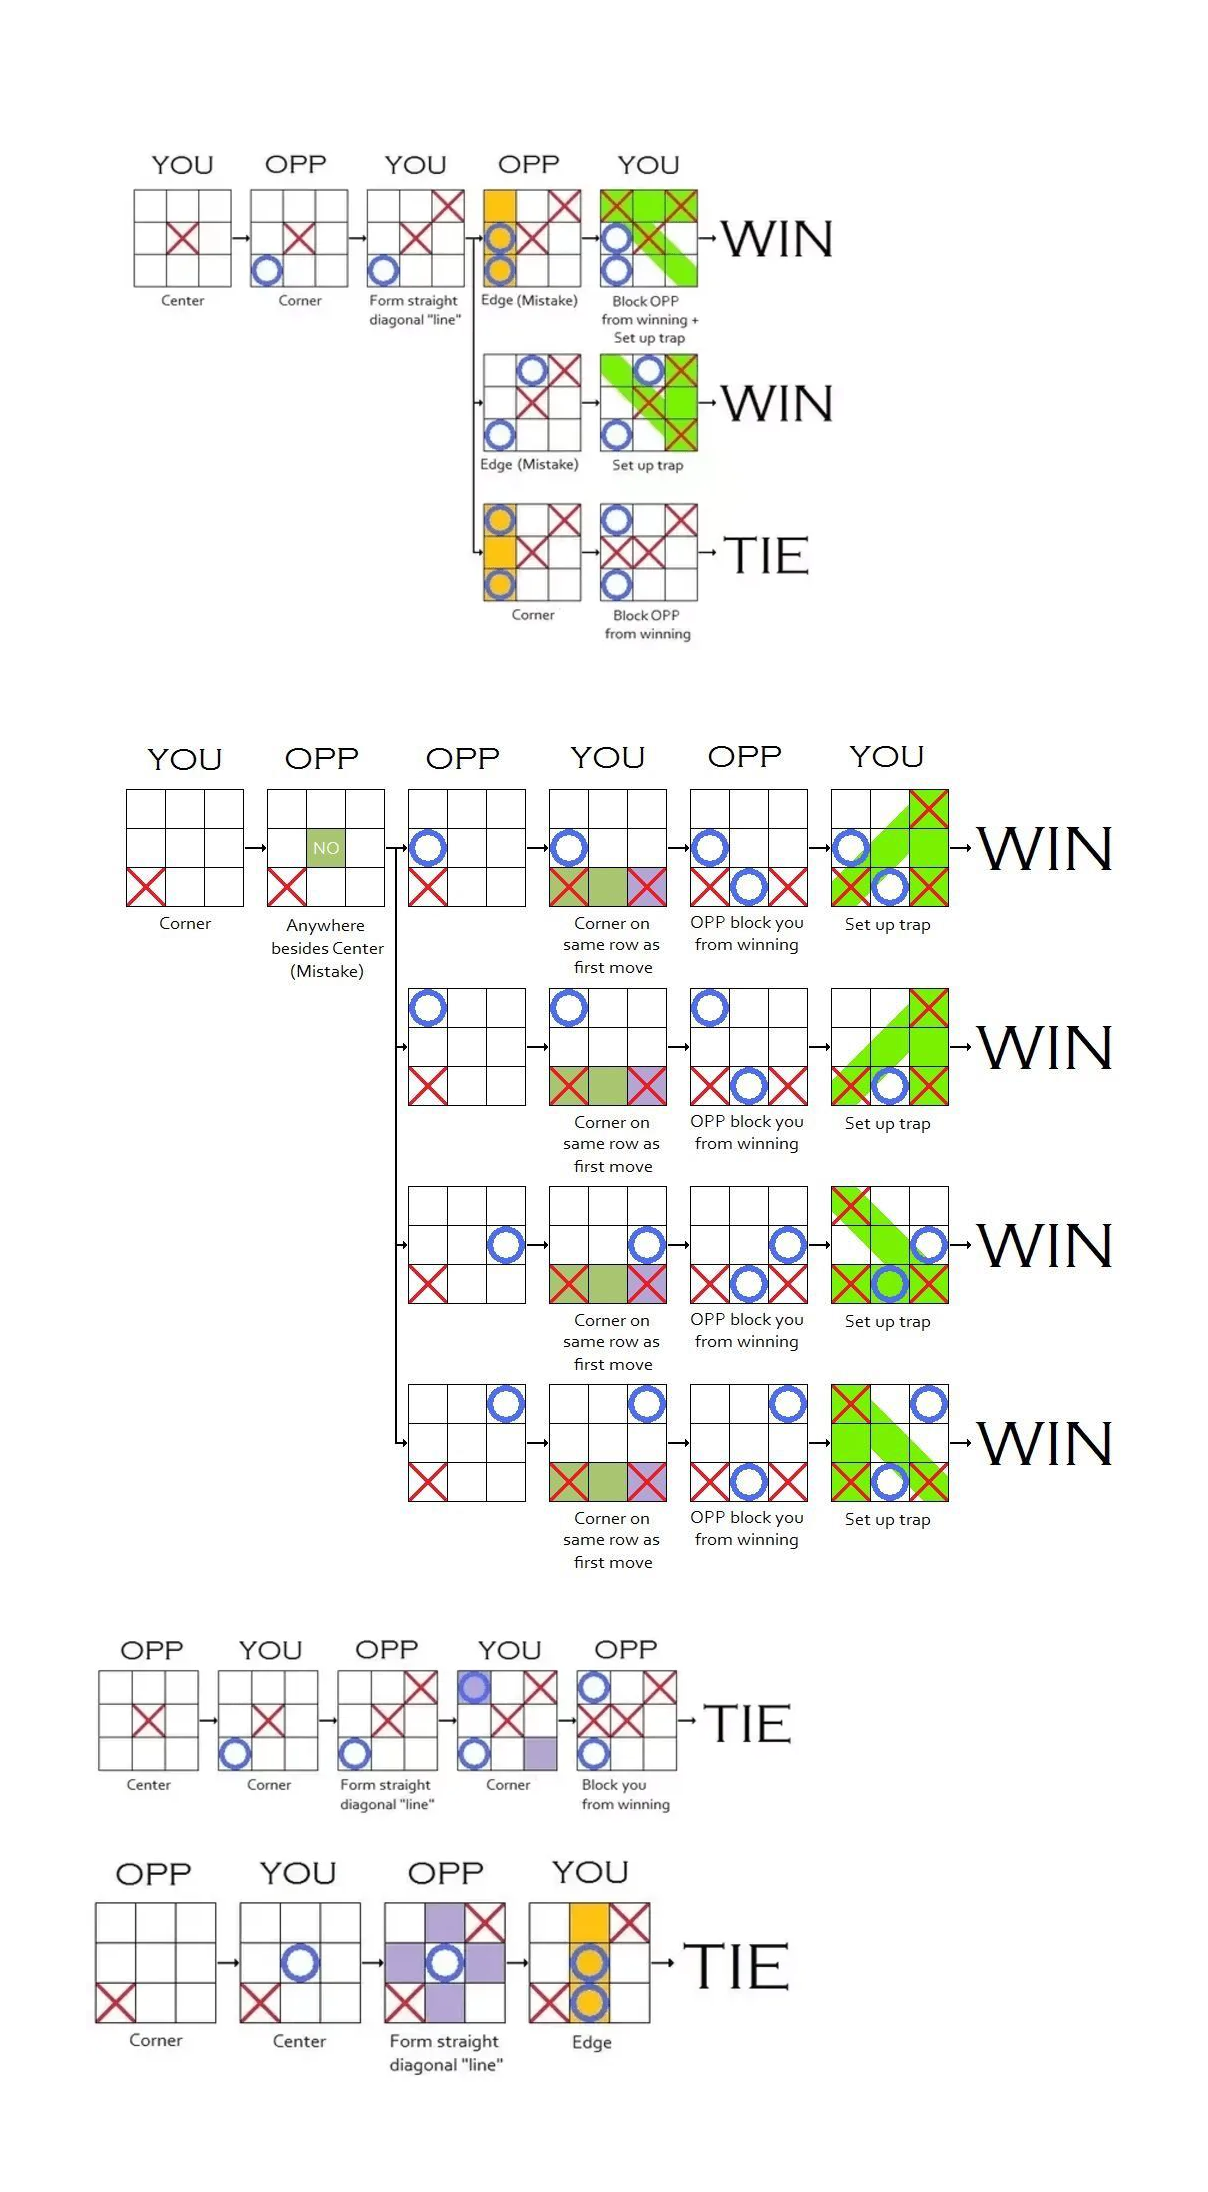 YOU OPP YOU OPP YOU
WIN
Center Corner Form straight Edge (Mistake) Block OPP
diagonal "line" from winning +
Set up trap
WIN
Edge (Mistake) Set up trap
TIE
Corner Block OPP
from winning
YOU OPP OPP YOU OPP YOU
NO WIN
Corner Anywhere Corner on OPP block you Set up trap
besides Center same row as from winning
(Mistake) first move
WIN
Corner on OPP block you Set up trap
same row as from winning
first move
WIN
Corner on OPP block you Set up trap
same row as from winning
first move
WIN
Corner on OPP block you Set up trap
same row as from winning
first move
OPP YOU OPP YOU OPP
TIE
Center Corner Form straight Corner Block you
diagonal "line" from winning
OPP YOU OPP YOU
TIE
Corner Center Form straight Edge
diagonal "line"